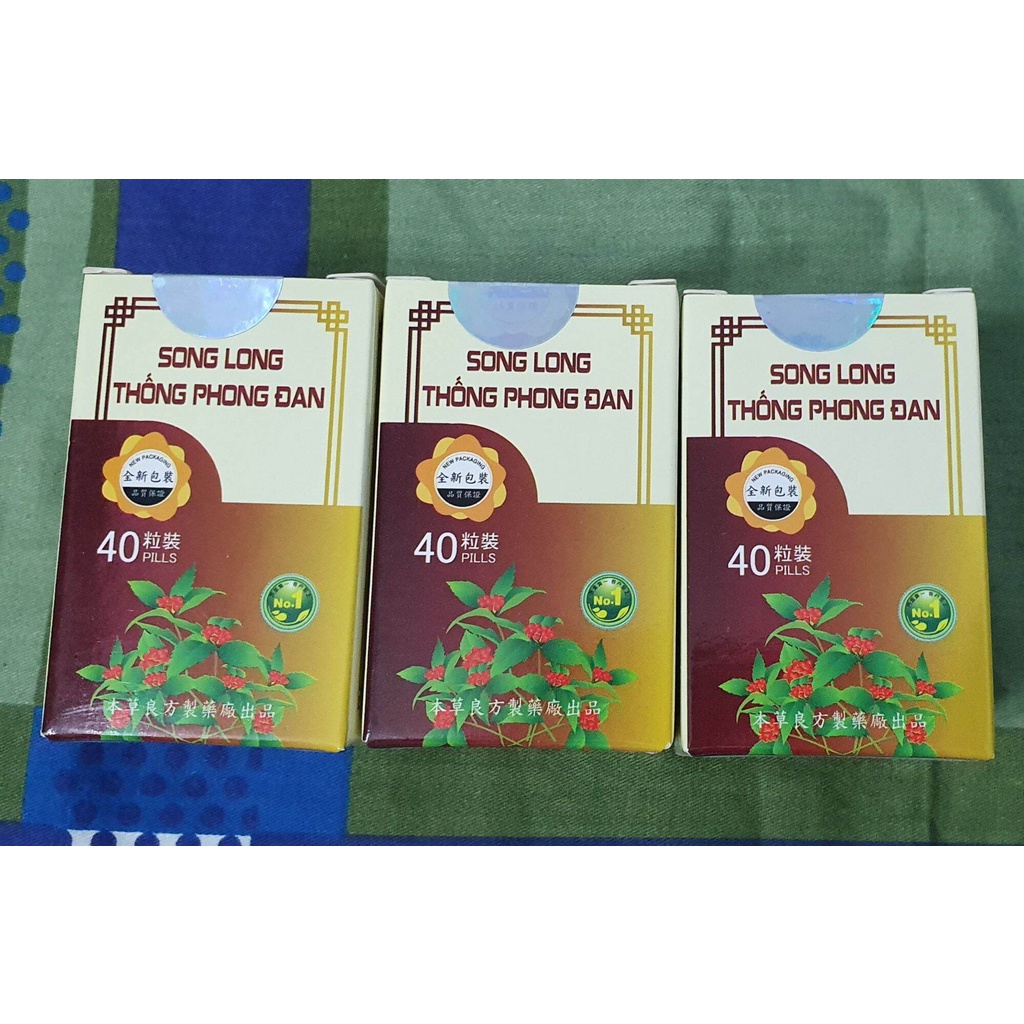 SONG LONG
THỐNG PHONG ĐAN
NEW PACKAGING
全新包裝
品質保證
40粒裝
PILLS
No.1
本草良方製藥廠出品
SONG LONG
THỐNG PHONG ĐAN
NEW PACKAGING
全新包裝
品質保證
40粒裝
PILLS
No.1
本草良方製藥廠出品
SONG LONG
THỐNG PHONG ĐAN
NEW PACKAGING
全新包裝
品質保證
40粒裝
PILLS
No.1
本草良方製藥廠出品